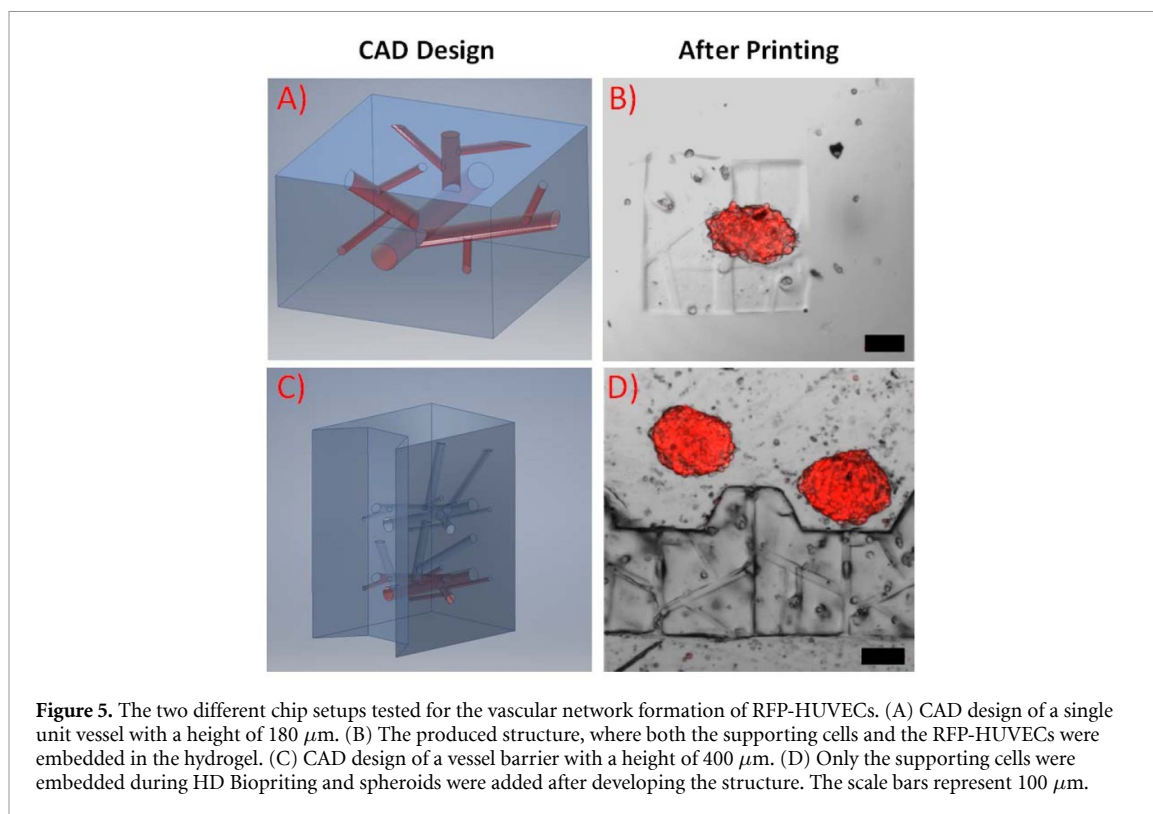 CAD Design
After Printing
A)
B)
C)
D)
Figure 5. The two different chip setups tested for the vascular network formation of RFP-HUVECs. (A) CAD design of a single
unit vessel with a height of 180 μm. (B) The produced structure, where both the supporting cells and the RFP-HUVECs were
embedded in the hydrogel. (C) CAD design of a vessel barrier with a height of 400 μm. (D) Only the supporting cells were
embedded during HD Biopriting and spheroids were added after developing the structure. The scale bars represent 100 μm.